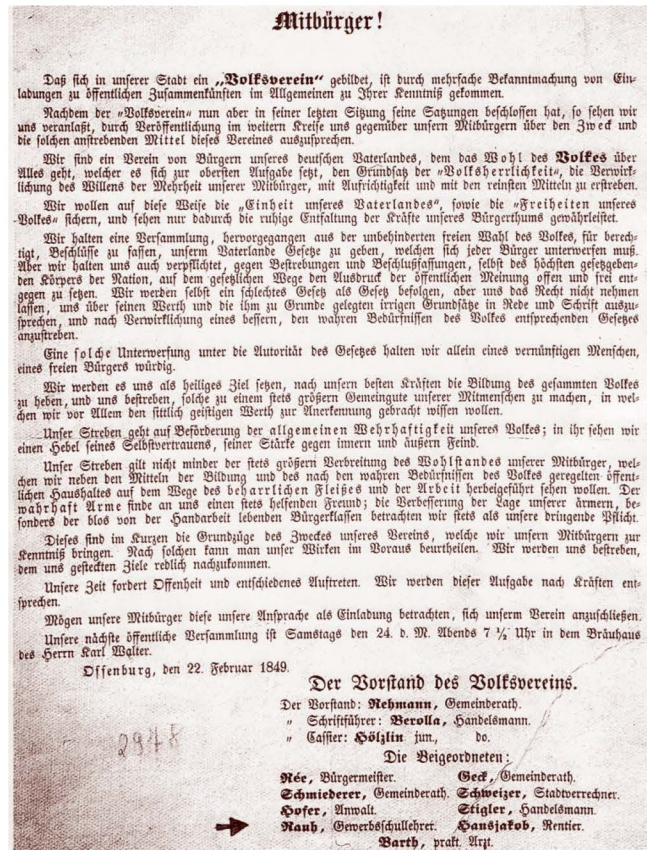 Mitbürger!
Daß sich in unserer Stadt ein „Volksverein“ gebildet, ist durch mehrfache Bekanntmachung von Ein-
ladungen zu öffentlichen Zusammenkünften im Allgemeinen zu Ihrer Kenntniß gekommen.
Nachdem der „Volksverein“ nun aber in seiner letzten Sitzung seine Satzungen beschlossen hat, so sehen wir
uns veranlaßt, durch Veröffentlichung im weitern Kreise uns gegenüber unsern Mitbürgern über den Zweck und
die solchen anstrebenden Mittel dieses Vereines auszusprechen.
Wir sind ein Verein von Bürgern unseres deutschen Vaterlandes, dem das Wohl des Volkes über
Alles geht, welcher es sich zur obersten Aufgabe setzt, den Grundsatz der „Volksherrlichkeit“, die Verwirk-
lichung des Willens der Mehrheit unserer Mitbürger, mit Aufrichtigkeit und mit den reinsten Mitteln zu erstreben.
Wir wollen auf diese Weise die „Einheit unseres Vaterlandes“, sowie die „Freiheiten unseres
Volkes“ sichern, und sehen nur dadurch die ruhige Entfaltung der Kräfte unseres Bürgerthums gewährleistet.
Wir halten eine Versammlung, hervorgegangen aus der unbehinderten freien Wahl des Volkes, für berech-
tigt, Beschlüsse zu fassen, unserm Vaterlande Gesetze zu geben, welchen sich jeder Bürger unterwerfen muß.
Aber wir halten uns auch verpflichtet, gegen Bestrebungen und Beschlußfassungen, selbst des höchsten gesetzgeben-
den Körpers der Nation, auf dem gesetzlichen Wege den Ausdruck der öffentlichen Meinung offen und frei ent-
gegen zu setzen. Wir werden selbst ein schlechtes Gesetz als Gesetz befolgen, aber uns das Recht nicht nehmen
lassen, uns über seinen Werth und die ihm zu Grunde gelegten irrigen Grundsätze in Rede und Schrift auszu-
sprechen, und nach Verwirklichung eines bessern, den wahren Bedürfnissen des Volkes entsprechenden Gesetzes
anzustreben.
Eine solche Unterwerfung unter die Autorität des Gesetzes halten wir allein eines vernünftigen Menschen,
eines freien Bürgers würdig.
Wir werden es uns als heiliges Ziel setzen, nach unsern besten Kräften die Bildung des gesammten Volkes
zu heben, und uns bestreben, solche zu einem stets größern Gemeingute unserer Mitmenschen zu machen, in wel-
chen wir vor Allem den sittlich geistigen Werth zur Anerkennung gebracht wissen wollen.
Unser Streben geht auf Beförderung der allgemeinen Wehrhaftigkeit unseres Volkes; in ihr sehen wir
einen Hebel seines Selbstvertrauens, seiner Stärke gegen innern und äußern Feind.
Unser Streben gilt nicht minder der stets größern Verbreitung des Wohlstandes unserer Mitbürger, wel-
chen wir neben den Mitteln der Bildung und des nach den wahren Bedürfnissen des Volkes geregelten öffent-
lichen Haushaltes auf dem Wege des beharrlichen Fleißes und der Arbeit herbeigeführt sehen wollen. Der
wahrhaft Arme finde an uns einen stets helfenden Freund; die Verbesserung der Lage unserer ärmern, be-
sonders der blos von der Handarbeit lebenden Bürgerklassen betrachten wir stets als unsere dringende Pflicht.
Dieses sind im Kurzen die Grundzüge des Zweckes unseres Vereins, welche wir unsern Mitbürgern zur
Kenntniß bringen. Nach solchen kann man unser Wirken im Voraus beurtheilen. Wir werden uns bestreben,
dem uns gesteckten Ziele redlich nachzukommen.
Unsere Zeit fordert Offenheit und entschiedenes Auftreten. Wir werden dieser Aufgabe nach Kräften ent-
sprechen.
Mögen unsere Mitbürger diese unsere Ansprache als Einladung betrachten, sich unserm Verein anzuschließen.
Unsere nächste öffentliche Versammlung ist Samstags den 24. d. M. Abends 7 ½ Uhr in dem Bräuhaus
des Herrn Karl Walter.
Offenburg, den 22. Februar 1849.
Der Vorstand des Volksvereins.
Der Vorstand: Rehmann, Gemeinderath.
„ Schriftführer: Berolla, Handelsmann.
„ Cassier: Hölzlin jun., do.
Die Beigeordneten:
Rée, Bürgermeister. Geck, Gemeinderath.
Schmiederer, Gemeinderath. Schweizer, Stadtverrechner.
Hofer, Anwalt. Stigler, Handelsmann.
Rauh, Gewerbsschullehrer. Hansjakob, Rentier.
Barth, prakt. Arzt.